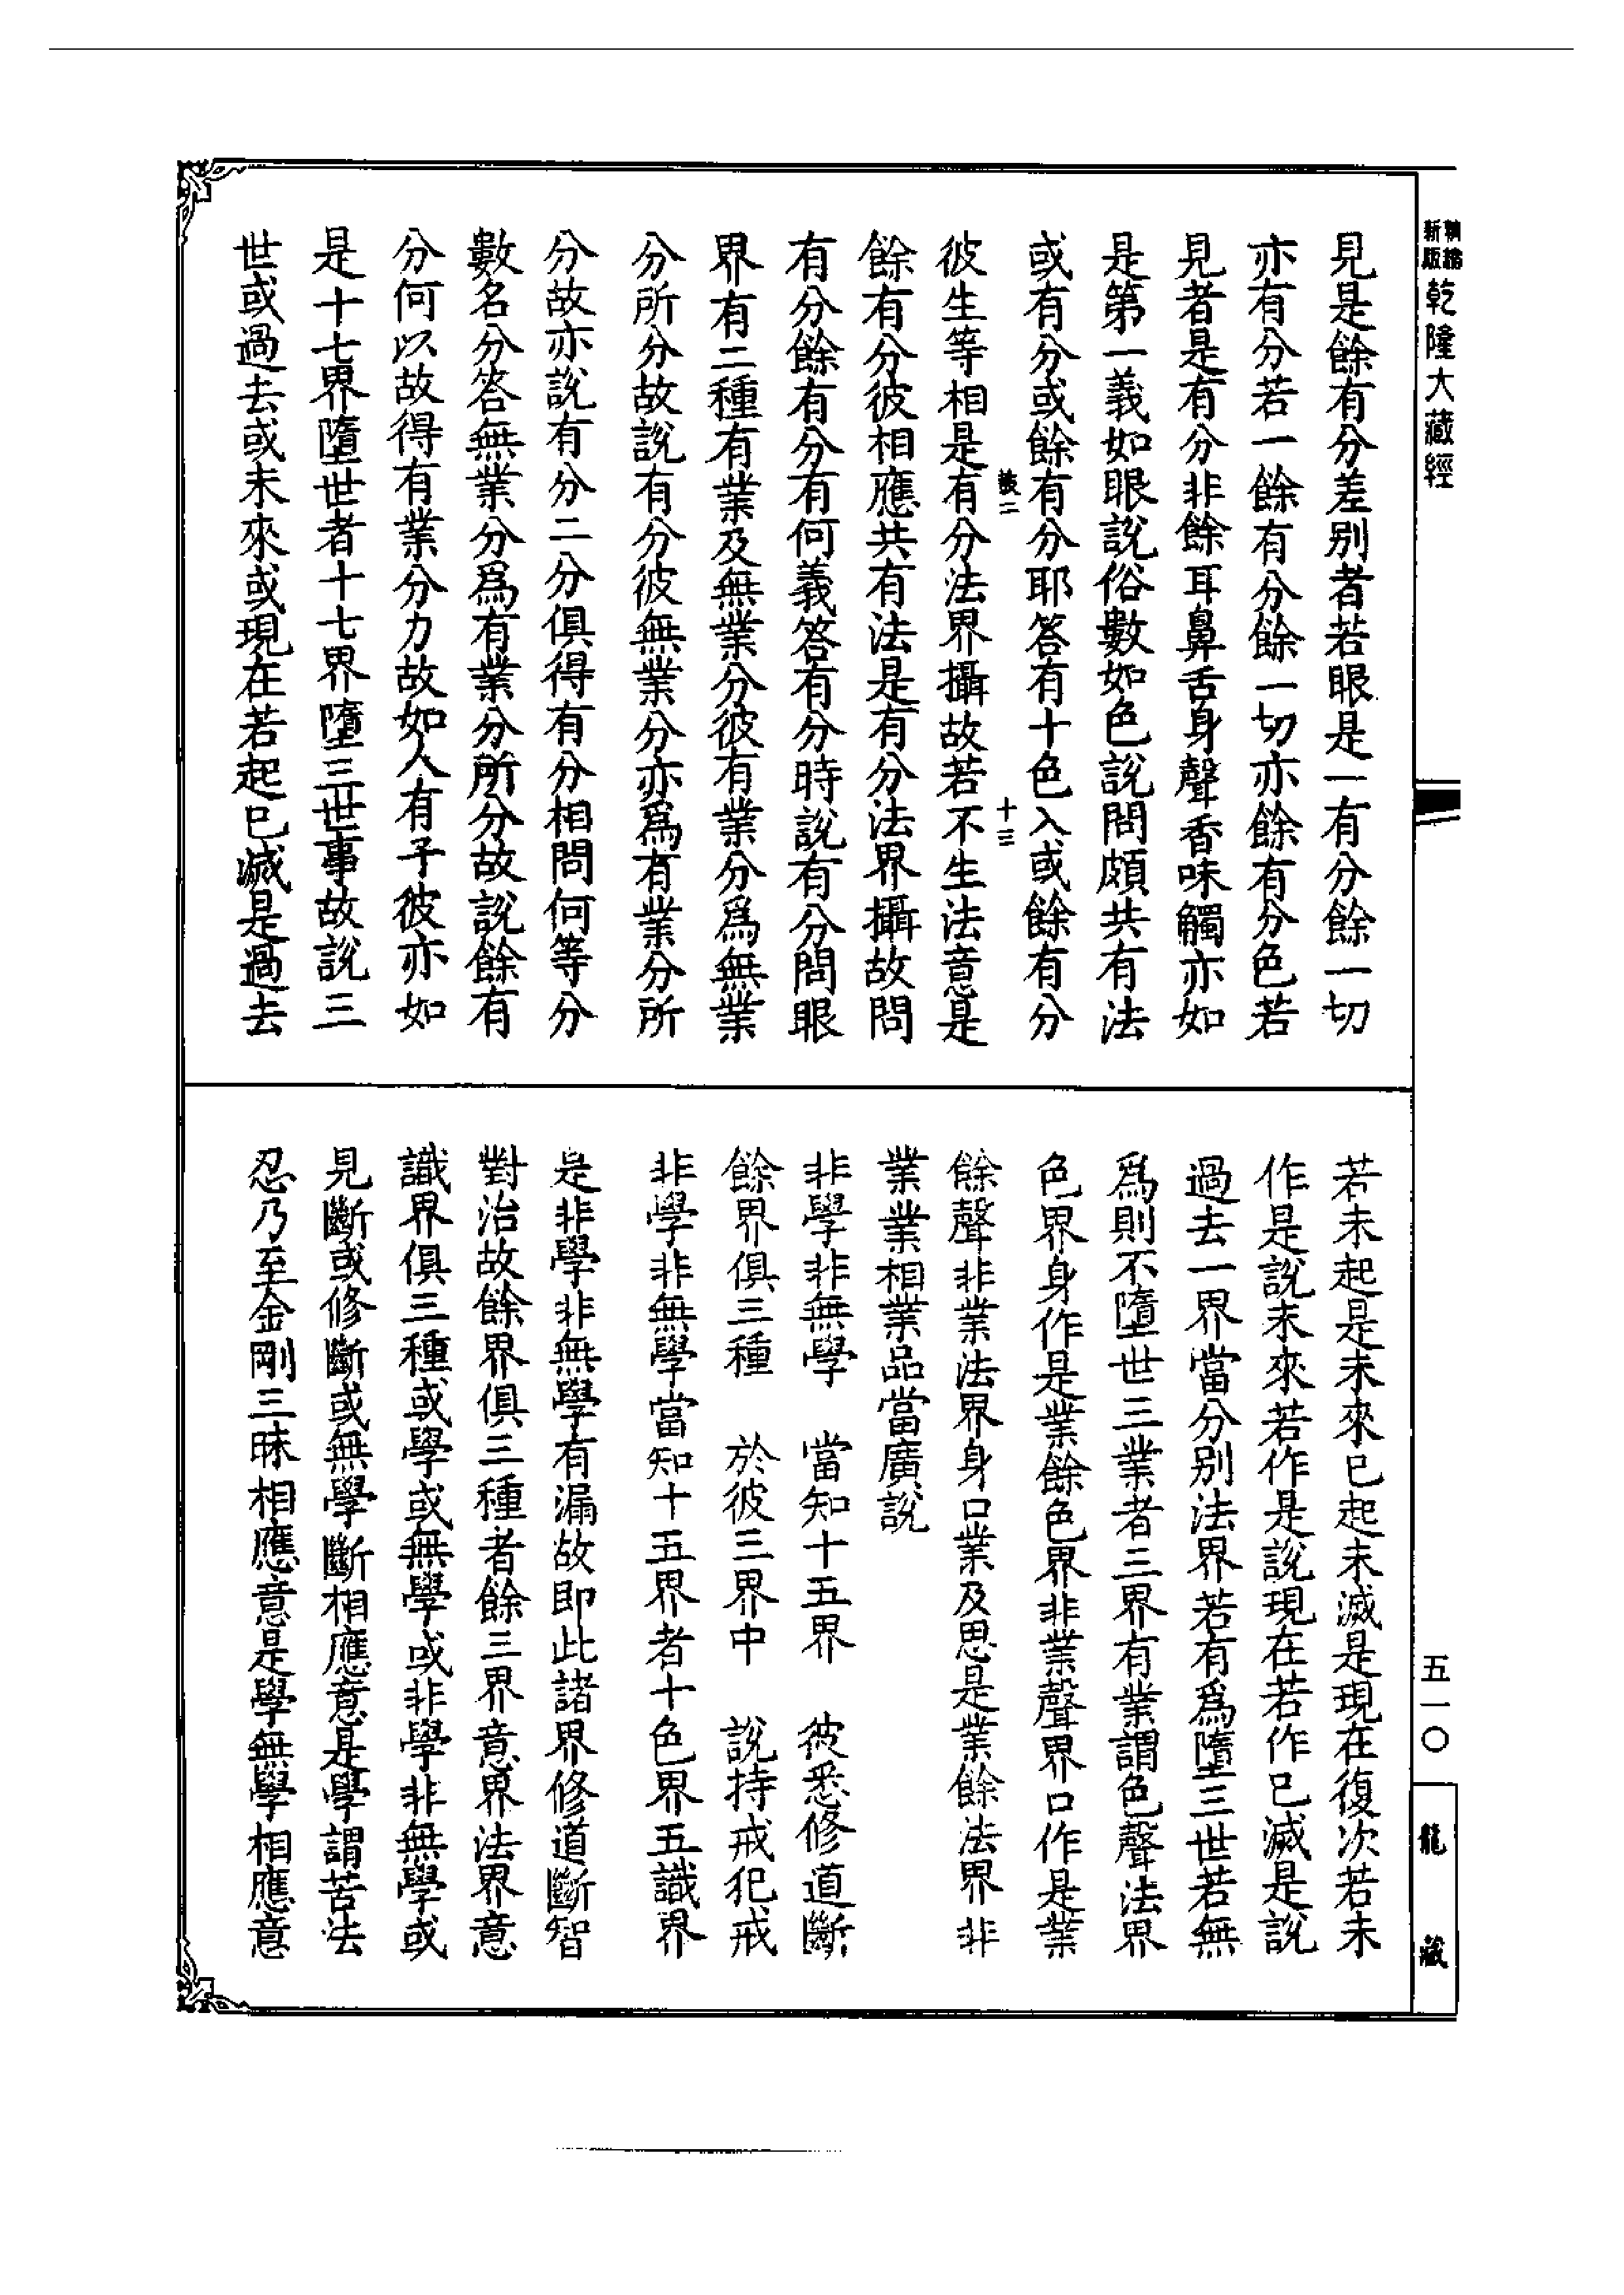 新版
乾隆大藏經
見是餘有分差別者若眼是一有分餘一切
亦有分若一餘有分餘一切亦餘有分色若
見者是有分非餘耳鼻舌身聲香味觸亦如
是第一義如眼說俗數如色說問頗共有法
或有分或餘有分耶答有十色入或餘有分
十三
彼生等相是有分法界攝故若不生法意是
餘有分彼相應共有法是有分法界攝故問
有分餘有分有何義答有分時說有分問眼
界有二種有業及無業分彼有業分爲無業
分所分故說有分彼無業分亦爲有業分所
分故亦說有分二分俱得有分相問何等分
數名分答無業分爲有業分所分故說餘有
分何以故得有業分力故如人有子彼亦如
是十七界墮世者十七界墮三世事故說三
世或過去或未來或現在若起已滅是過去
若未起是未來已起未滅是現在復次若未
作是說未來若作是說現在若作已滅是說
過去一界當分別法界若有爲墮三世若無
爲則不墮世三業者三界有業謂色聲法界
色界身作是業餘色界非業聲界口作是業
餘聲非業法界身口業及思是業餘法界非
業業相業品當廣說
非學非無學　當知十五界　彼悉修道斷
餘界俱三種　於彼三界中　說持戒犯戒
非學非無學當知十五界者十色界五識界
是非學非無學有漏故即此諸界修道斷智
對治故餘界俱三種者餘三界意界法界意
識界俱三種或學或無學或非學非無學或
見斷或修斷或無學斷相應意是學謂苦法
忍乃至金剛三昧相應意是學無學相應意
五一〇
龍藏